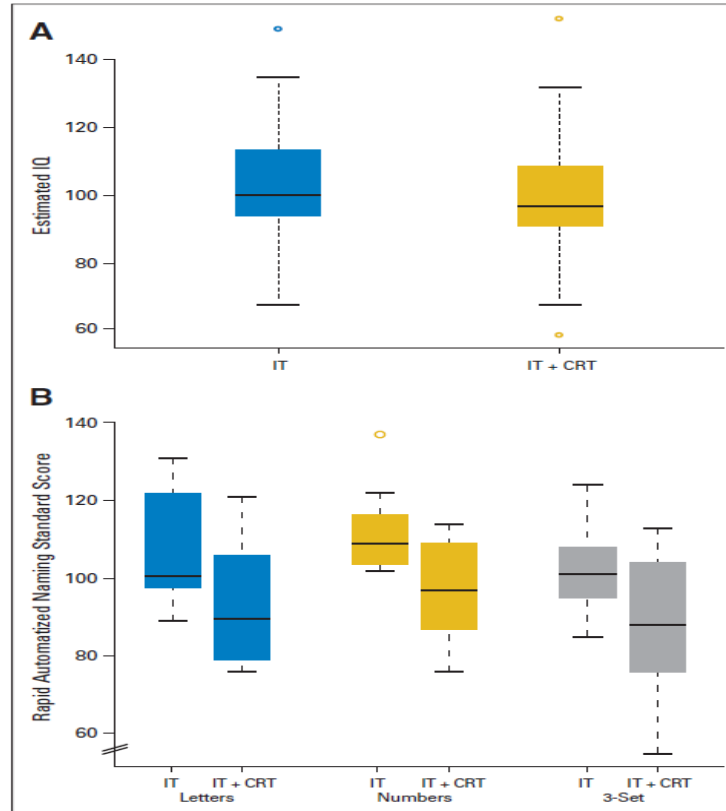 A
140
120
100
80
60
Estimated IQ
IT
IT + CRT
B
140
120
100
80
60
Rapid Automatized Naming Standard Score
IT IT + CRT IT IT + CRT IT IT + CRT
Letters Numbers 3-Set